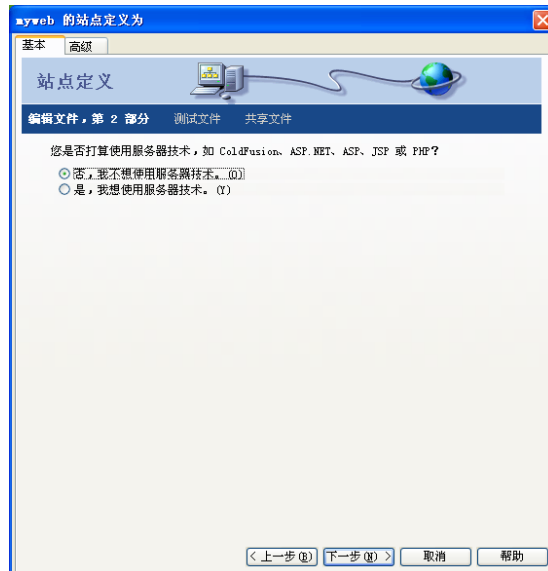 myweb 的站点定义为
基本 高级
站点定义
编辑文件，第 2 部分 测试文件 共享文件
您是否打算使用服务器技术，如 ColdFusion、ASP.NET、ASP、JSP 或 PHP?
否，我不想使用服务器技术。(O)
是，我想使用服务器技术。(Y)
< 上一步(B) 下一步(N) > 取消 帮助